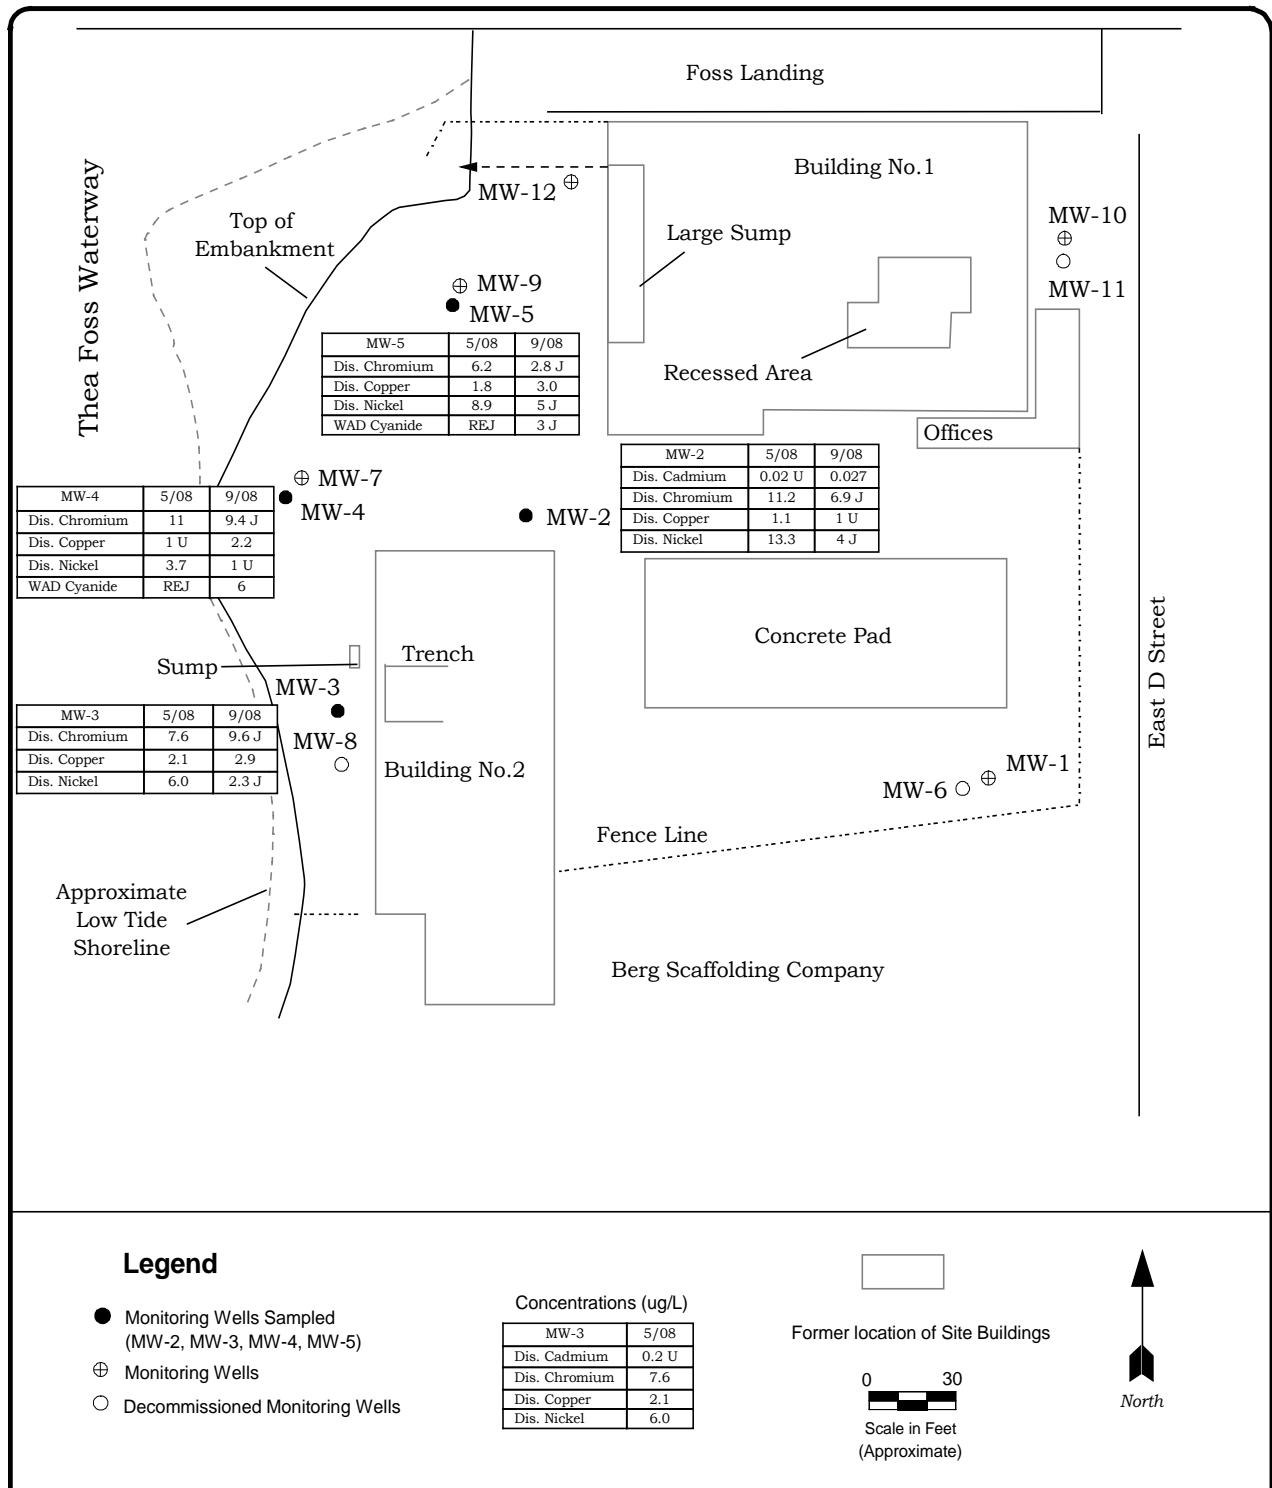 Foss Landing
Building No.1
Thea Foss Waterway
MW-12
MW-10
Top of
Embankment
Large Sump
MW-9
MW-11
MW-5
MW-5 5/08 9/08
Dis. Chromium 6.2 2.8 J
Dis. Copper 1.8 3.0
Dis. Nickel 8.9 5 J
WAD Cyanide REJ 3 J
Recessed Area
Offices
MW-2 5/08 9/08
Dis. Cadmium 0.02 U 0.027
Dis. Chromium 11.2 6.9 J
Dis. Copper 1.1 1 U
Dis. Nickel 13.3 4 J
MW-7
MW-4
MW-2
MW-4 5/08 9/08
Dis. Chromium 11 9.4 J
Dis. Copper 1 U 2.2
Dis. Nickel 3.7 1 U
WAD Cyanide REJ 6
Concrete Pad
East D Street
Trench
Sump
MW-3
MW-3 5/08 9/08
Dis. Chromium 7.6 9.6 J
Dis. Copper 2.1 2.9
Dis. Nickel 6.0 2.3 J
MW-8
Building No.2
MW-1
MW-6
Fence Line
Approximate
Low Tide
Shoreline
Berg Scaffolding Company
Legend
Monitoring Wells Sampled
(MW-2, MW-3, MW-4, MW-5)
Monitoring Wells
Decommissioned Monitoring Wells
Concentrations (ug/L)
MW-3 5/08
Dis. Cadmium 0.2 U
Dis. Chromium 7.6
Dis. Copper 2.1
Dis. Nickel 6.0
Former location of Site Buildings
0 30
Scale in Feet
(Approximate)
North